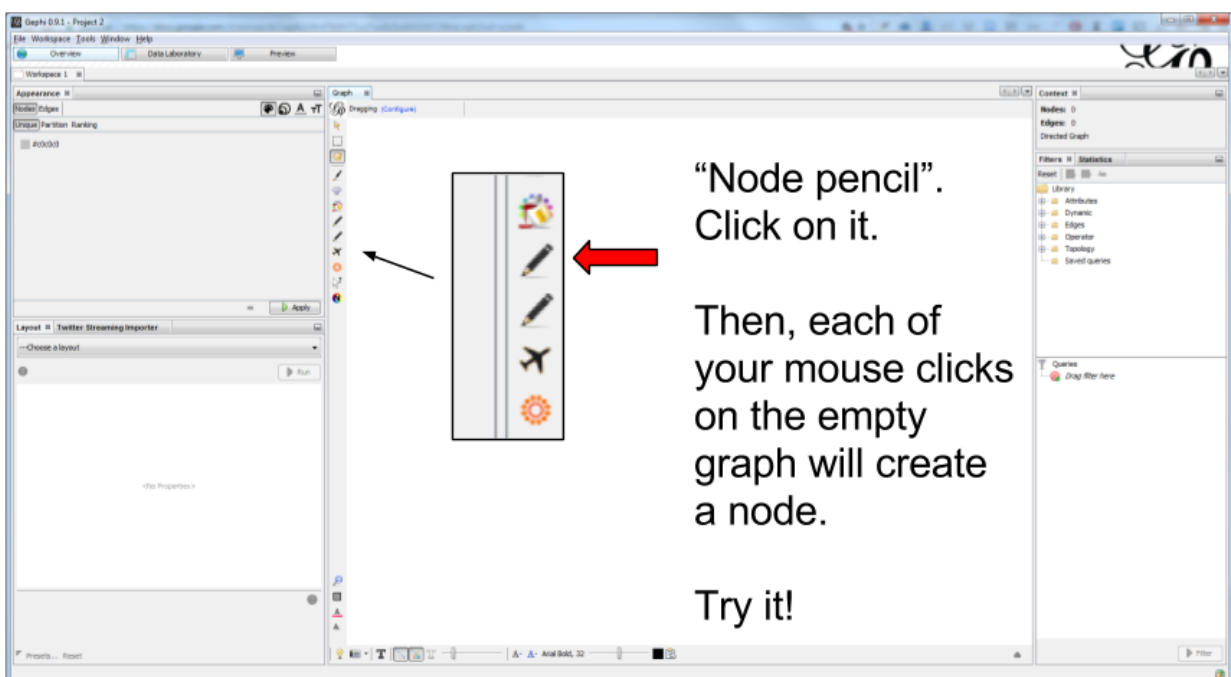 Gephi 0.9.1 - Project 2
File Workspace Tools Window Help
Overview Data Laboratory Preview
Workspace 1
Appearance
Nodes Edges
Unique Partition Ranking
#c0c0c0
Apply
Layout Twitter Streaming Importer
---Choose a layout
Run
<No Properties>
Presets... Reset
Graph
Dragging (Configure)
“Node pencil”.
Click on it.
Then, each of
your mouse clicks
on the empty
graph will create
a node.
Try it!
A- A- Arial Bold, 32
Context
Nodes: 0
Edges: 0
Directed Graph
Filters Statistics
Reset
Library
Attributes
Dynamic
Edges
Operator
Topology
Saved queries
Queries
Drag filter here
Filter